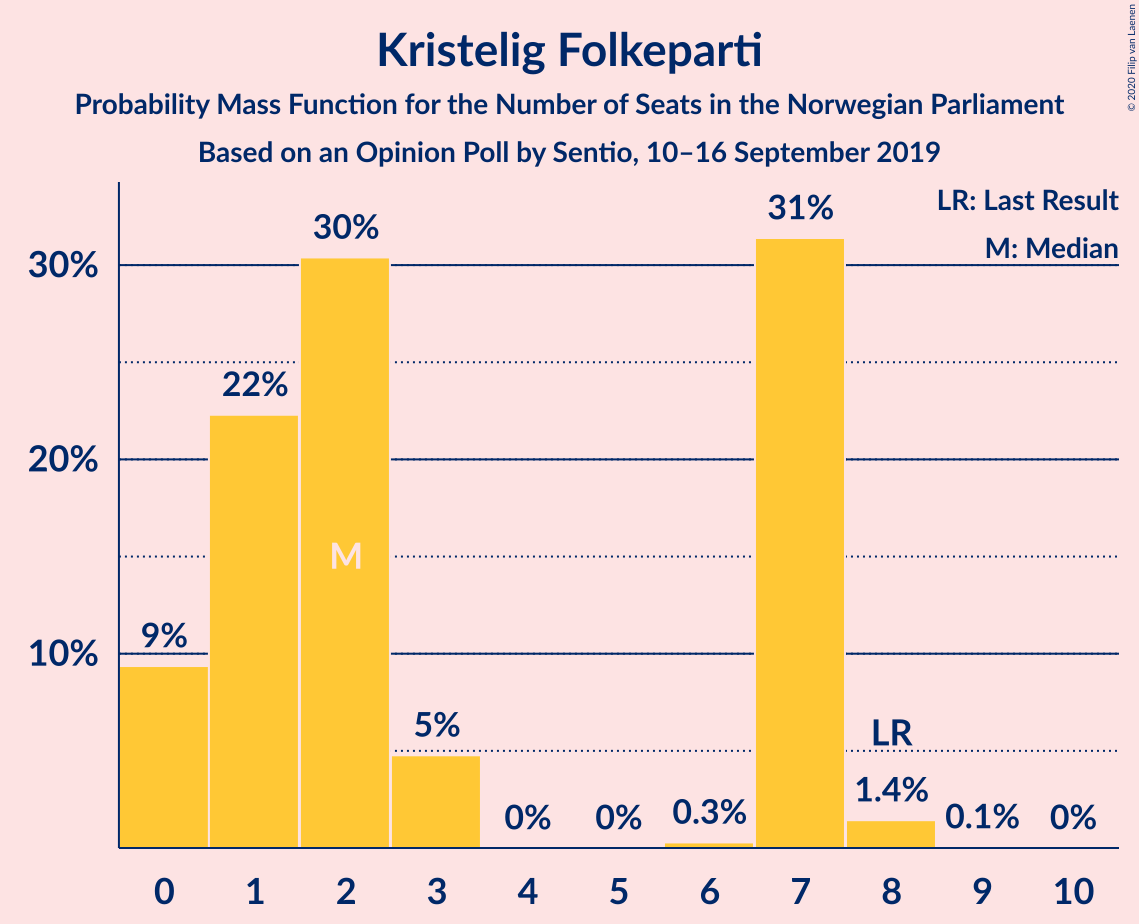 Kristelig Folkeparti
Probability Mass Function for the Number of Seats in the Norwegian Parliament
Based on an Opinion Poll by Sentio, 10–16 September 2019
© 2020 Filip van Laenen
LR: Last Result
M: Median
30%
20%
10%
9%
22%
30%
M
5%
0%
0%
0.3%
31%
LR
1.4%
0.1%
0%
0 1 2 3 4 5 6 7 8 9 10